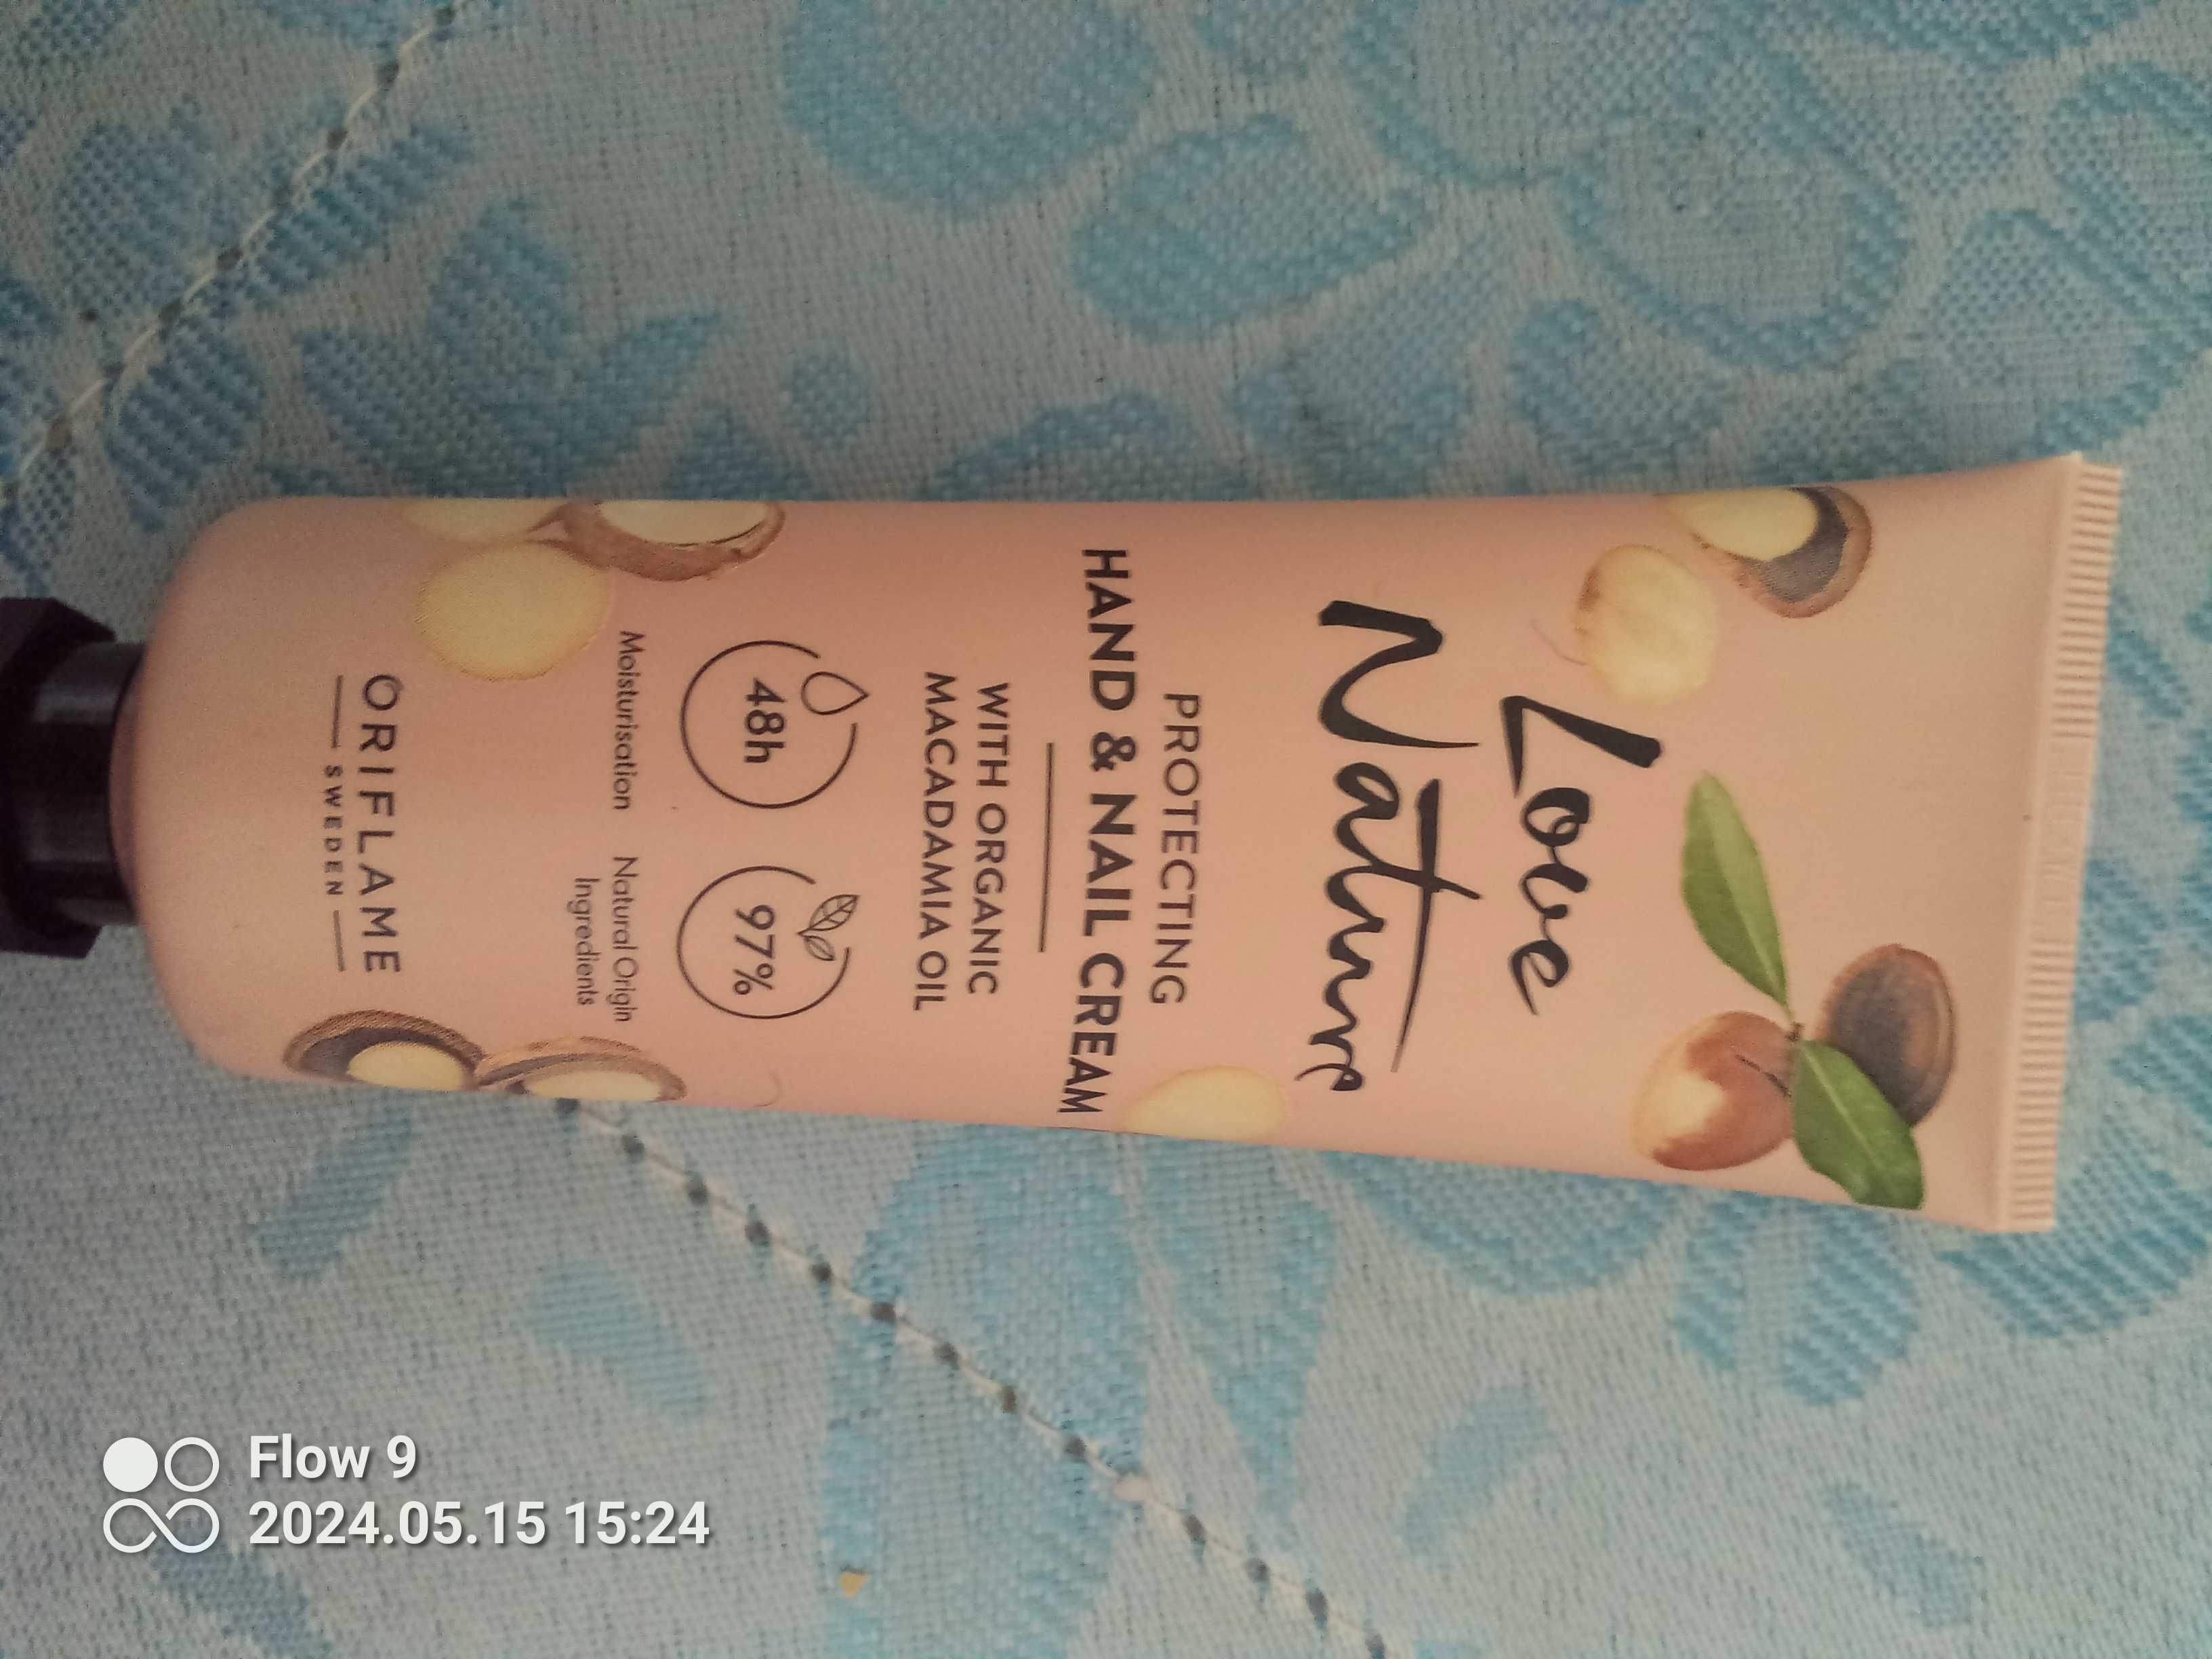 Love
Nature
PROTECTING
HAND & NAIL CREAM
WITH ORGANIC
MACADAMIA OIL
48h
97%
Moisturisation
Natural Origin
Ingredients
ORIFLAME
SWEDEN
Flow 9
2024.05.15 15:24